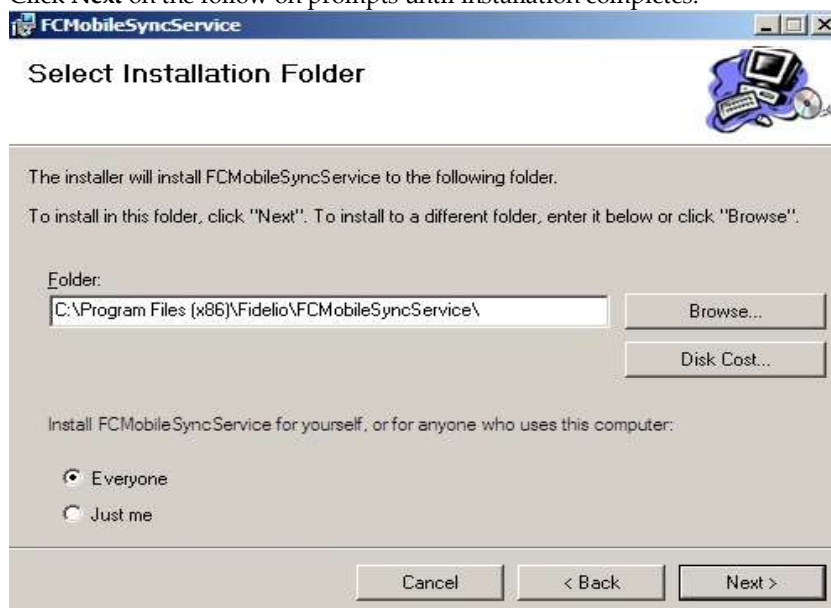 Click Next on the follow on prompts until installation completes.
FCMobileSyncService
Select Installation Folder
The installer will install FCMobileSyncService to the following folder.
To install in this folder, click "Next". To install to a different folder, enter it below or click "Browse".
Folder:
C:\Program Files (x86)\Fidelio\FCMobileSyncService\
Browse...
Disk Cost...
Install FCMobileSyncService for yourself, or for anyone who uses this computer:
Everyone
Just me
Cancel
< Back
Next >